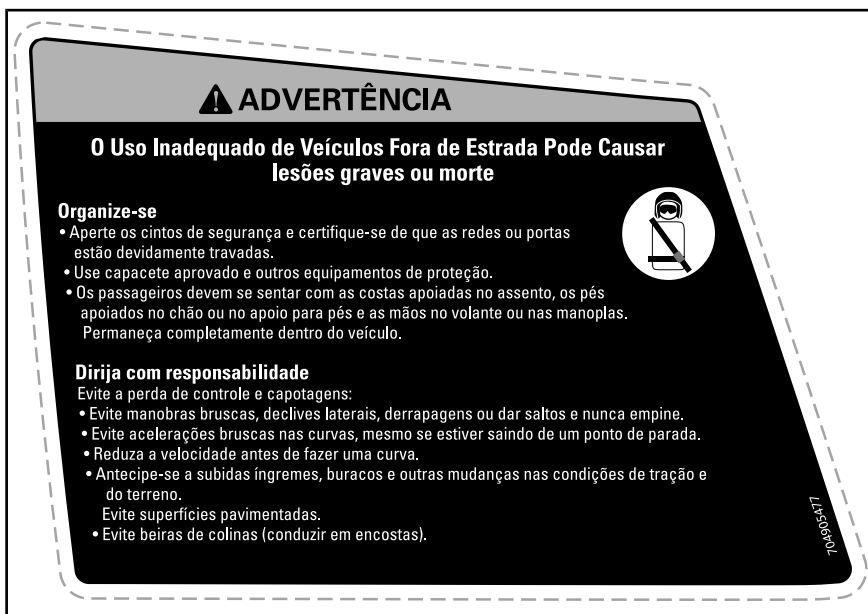 ADVERTÊNCIA
O Uso Inadequado de Veículos Fora de Estrada Pode Causar
lesões graves ou morte
Organize-se
• Aperte os cintos de segurança e certifique-se de que as redes ou portas
estão devidamente travadas.
• Use capacete aprovado e outros equipamentos de proteção.
• Os passageiros devem se sentar com as costas apoiadas no assento, os pés
apoiados no chão ou no apoio para pés e as mãos no volante ou nas manoplas.
Permaneça completamente dentro do veículo.
Dirija com responsabilidade
Evite a perda de controle e capotagens:
• Evite manobras bruscas, declives laterais, derrapagens ou dar saltos e nunca empine.
• Evite acelerações bruscas nas curvas, mesmo se estiver saindo de um ponto de parada.
• Reduza a velocidade antes de fazer uma curva.
• Antecipe-se a subidas íngremes, buracos e outras mudanças nas condições de tração e
do terreno.
Evite superfícies pavimentadas.
• Evite beiras de colinas (conduzir em encostas).
704905477